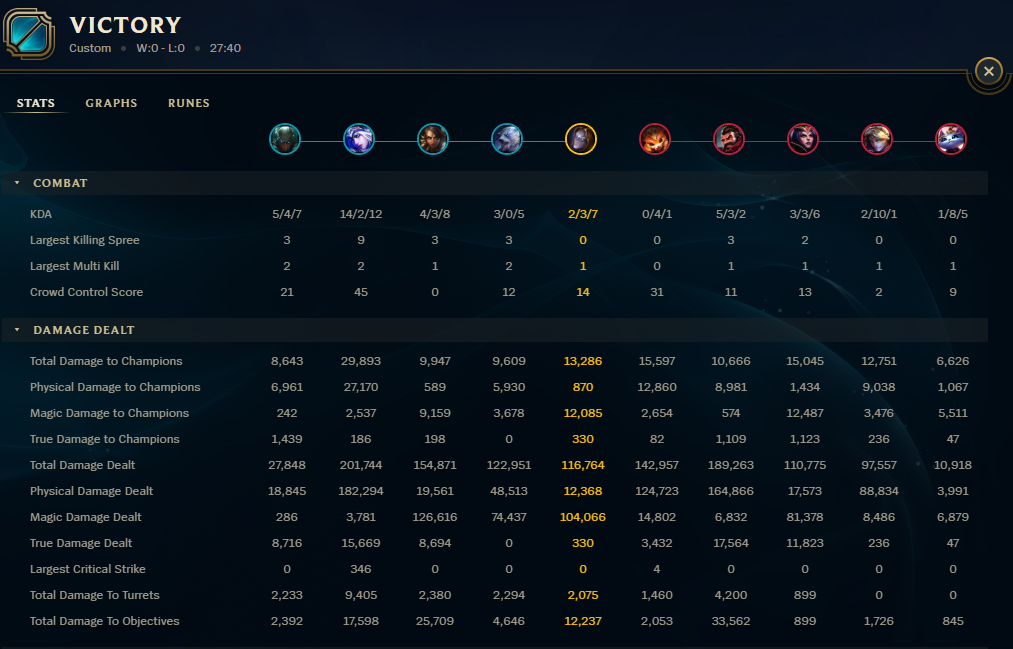 VICTORY
Custom • W:0 - L:0 • 27:40
STATS GRAPHS RUNES
COMBAT
KDA 5/4/7 14/2/12 4/3/8 3/0/5 2/3/7 0/4/1 5/3/2 3/3/6 2/10/1 1/8/5
Largest Killing Spree 3 9 3 3 0 0 3 2 0 0
Largest Multi Kill 2 2 1 2 1 0 1 1 1 1
Crowd Control Score 21 45 0 12 14 31 11 13 2 9
DAMAGE DEALT
Total Damage to Champions 8,643 29,893 9,947 9,609 13,286 15,597 10,666 15,045 12,751 6,626
Physical Damage to Champions 6,961 27,170 589 5,930 870 12,860 8,981 1,434 9,038 1,067
Magic Damage to Champions 242 2,537 9,159 3,678 12,085 2,654 574 12,487 3,476 5,511
True Damage to Champions 1,439 186 198 0 330 82 1,109 1,123 236 47
Total Damage Dealt 27,848 201,744 154,871 122,951 116,764 142,957 189,263 110,775 97,557 10,918
Physical Damage Dealt 18,845 182,294 19,561 48,513 12,368 124,723 164,866 17,573 88,834 3,991
Magic Damage Dealt 286 3,781 126,616 74,437 104,066 14,802 6,832 81,378 8,486 6,879
True Damage Dealt 8,716 15,669 8,694 0 330 3,432 17,564 11,823 236 47
Largest Critical Strike 0 346 0 0 0 4 0 0 0 0
Total Damage To Turrets 2,233 9,405 2,380 2,294 2,075 1,460 4,200 899 0 0
Total Damage To Objectives 2,392 17,598 25,709 4,646 12,237 2,053 33,562 899 1,726 845